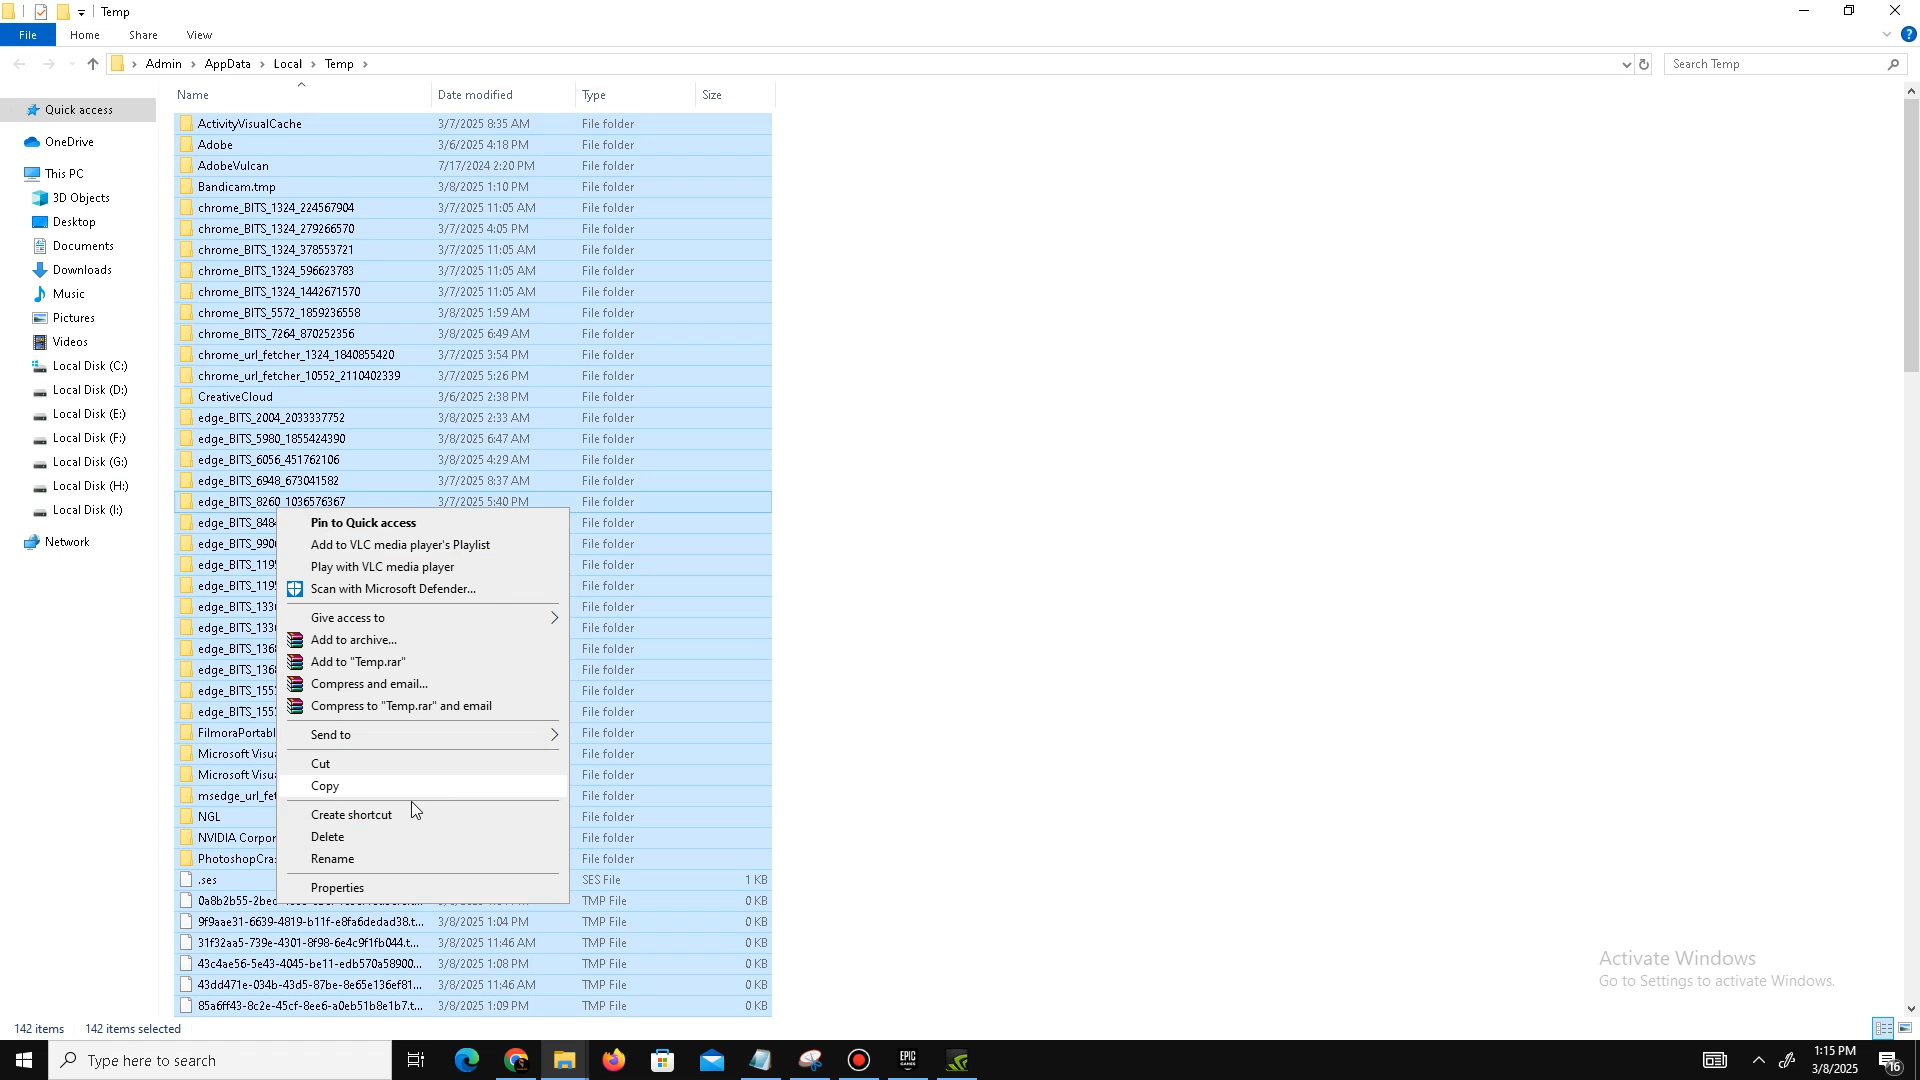 Temp
File Home Share View
Admin AppData Local Temp Search Temp
Name Date modified Type Size
Quick access
OneDrive
This PC
3D Objects
Desktop
Documents
Downloads
Music
Pictures
Videos
Local Disk (C:)
Local Disk (D:)
Local Disk (E:)
Local Disk (F:)
Local Disk (G:)
Local Disk (H:)
Local Disk (I:)
Network
ActivityVisualCache 3/7/2025 8:35 AM File folder
Adobe 3/6/2025 4:18 PM File folder
AdobeVulcan 7/17/2024 2:20 PM File folder
Bandicam.tmp 3/8/2025 1:10 PM File folder
chrome_BITS_1324_224567904 3/7/2025 11:05 AM File folder
chrome_BITS_1324_279266570 3/7/2025 4:05 PM File folder
chrome_BITS_1324_378553721 3/7/2025 11:05 AM File folder
chrome_BITS_1324_596623783 3/7/2025 11:05 AM File folder
chrome_BITS_1324_1442671570 3/7/2025 11:05 AM File folder
chrome_BITS_5572_1859236558 3/8/2025 1:59 AM File folder
chrome_BITS_7264_870252356 3/8/2025 6:49 AM File folder
chrome_url_fetcher_1324_1840855420 3/7/2025 3:54 PM File folder
chrome_url_fetcher_10552_2110402339 3/7/2025 5:26 PM File folder
CreativeCloud 3/6/2025 2:38 PM File folder
edge_BITS_2004_2033337752 3/8/2025 2:33 AM File folder
edge_BITS_5980_1855424390 3/8/2025 6:47 AM File folder
edge_BITS_6056_451762106 3/8/2025 4:29 AM File folder
edge_BITS_6948_673041582 3/7/2025 8:37 AM File folder
edge_BITS_8260_1036576367 3/7/2025 5:40 PM File folder
edge_BITS_848 File folder
edge_BITS_990 File folder
edge_BITS_119 File folder
edge_BITS_119 File folder
edge_BITS_133 File folder
edge_BITS_133 File folder
edge_BITS_136 File folder
edge_BITS_136 File folder
edge_BITS_155 File folder
edge_BITS_155 File folder
FilmoraPortabl File folder
Microsoft Visu File folder
Microsoft Visu File folder
msedge_url_fet File folder
NGL File folder
NVIDIA Corpor File folder
PhotoshopCra File folder
.ses SES File 1 KB
0a8b2b55-2bec TMP File 0 KB
9f9aae31-6639-4819-b11f-e8fa6dedad38.t... 3/8/2025 1:04 PM TMP File 0 KB
31f32aa5-739e-4301-8f98-6e4c9f1fb044.t... 3/8/2025 11:46 AM TMP File 0 KB
43c4ae56-5e43-4045-be11-edb570a58900... 3/8/2025 1:08 PM TMP File 0 KB
43dd471e-034b-43d5-87be-8e65e136ef81... 3/8/2025 11:46 AM TMP File 0 KB
85a6ff43-8c2e-45cf-8ee6-a0eb51b8e1b7.t... 3/8/2025 1:09 PM TMP File 0 KB
Pin to Quick access
Add to VLC media player's Playlist
Play with VLC media player
Scan with Microsoft Defender...
Give access to
Add to archive...
Add to "Temp.rar"
Compress and email...
Compress to "Temp.rar" and email
Send to
Cut
Copy
Create shortcut
Delete
Rename
Properties
Activate Windows
Go to Settings to activate Windows.
142 items 142 items selected
Type here to search
EPIC
GAMES
1:15 PM
3/8/2025
16